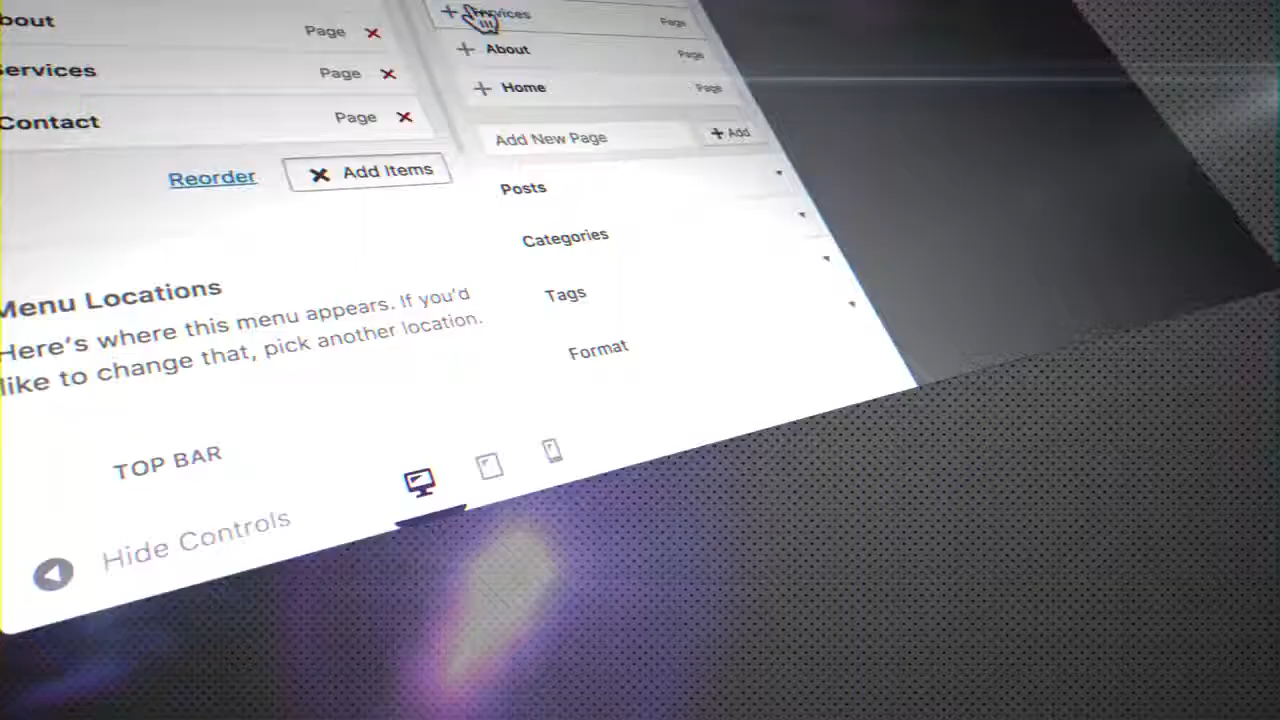 bout
Page
ervices
Page
Contact
Page
Reorder
Add Items
Services
Page
About
Page
Home
Page
Add New Page
Add
Posts
Categories
Tags
Format
Menu Locations
Here's where this menu appears. If you'd
like to change that, pick another location.
TOP BAR
Hide Controls